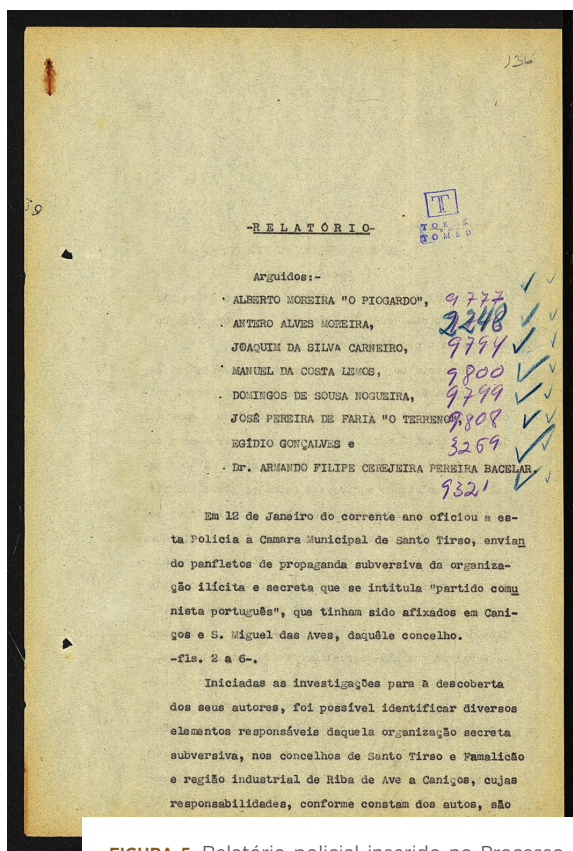 136
-RELATÓRIO-
T
Arguidos:-
ALBERTO MOREIRA "O PIOGARDO", 9777
ANTERO ALVES MOREIRA, 2248
JOAQUIM DA SILVA CARNEIRO, 9794
MANUEL DA COSTA LEMOS, 9800
DOMINGOS DE SOUSA NOGUEIRA, 9799
JOSÉ PEREIRA DE FARIA "O TERRENO", 9808
EGÍDIO GONÇALVES e 3269
Dr. ARMANDO FILIPE CEREJEIRA PEREIRA BACELAR.
9321
Em 12 de Janeiro do corrente ano oficiou a es-
ta Policia a Camara Municipal de Santo Tirso, envian
do panfletos de propaganda subversiva da organiza-
ção ilícita e secreta que se intitula "partido comu
nista português", que tinham sido afixados em Cani-
ços e S. Miguel das Aves, daquêle concelho.
-fls. 2 a 6-.
Iniciadas as investigações para a descoberta
dos seus autores, foi possível identificar diversos
elementos responsáveis daquela organização secreta
subversiva, nos concelhos de Santo Tirso e Famalicão
e região industrial de Riba de Ave a Caniços, cujas
responsabilidades, conforme constam dos autos, são
FIGURA 5. Relatório policial inserido no Processo